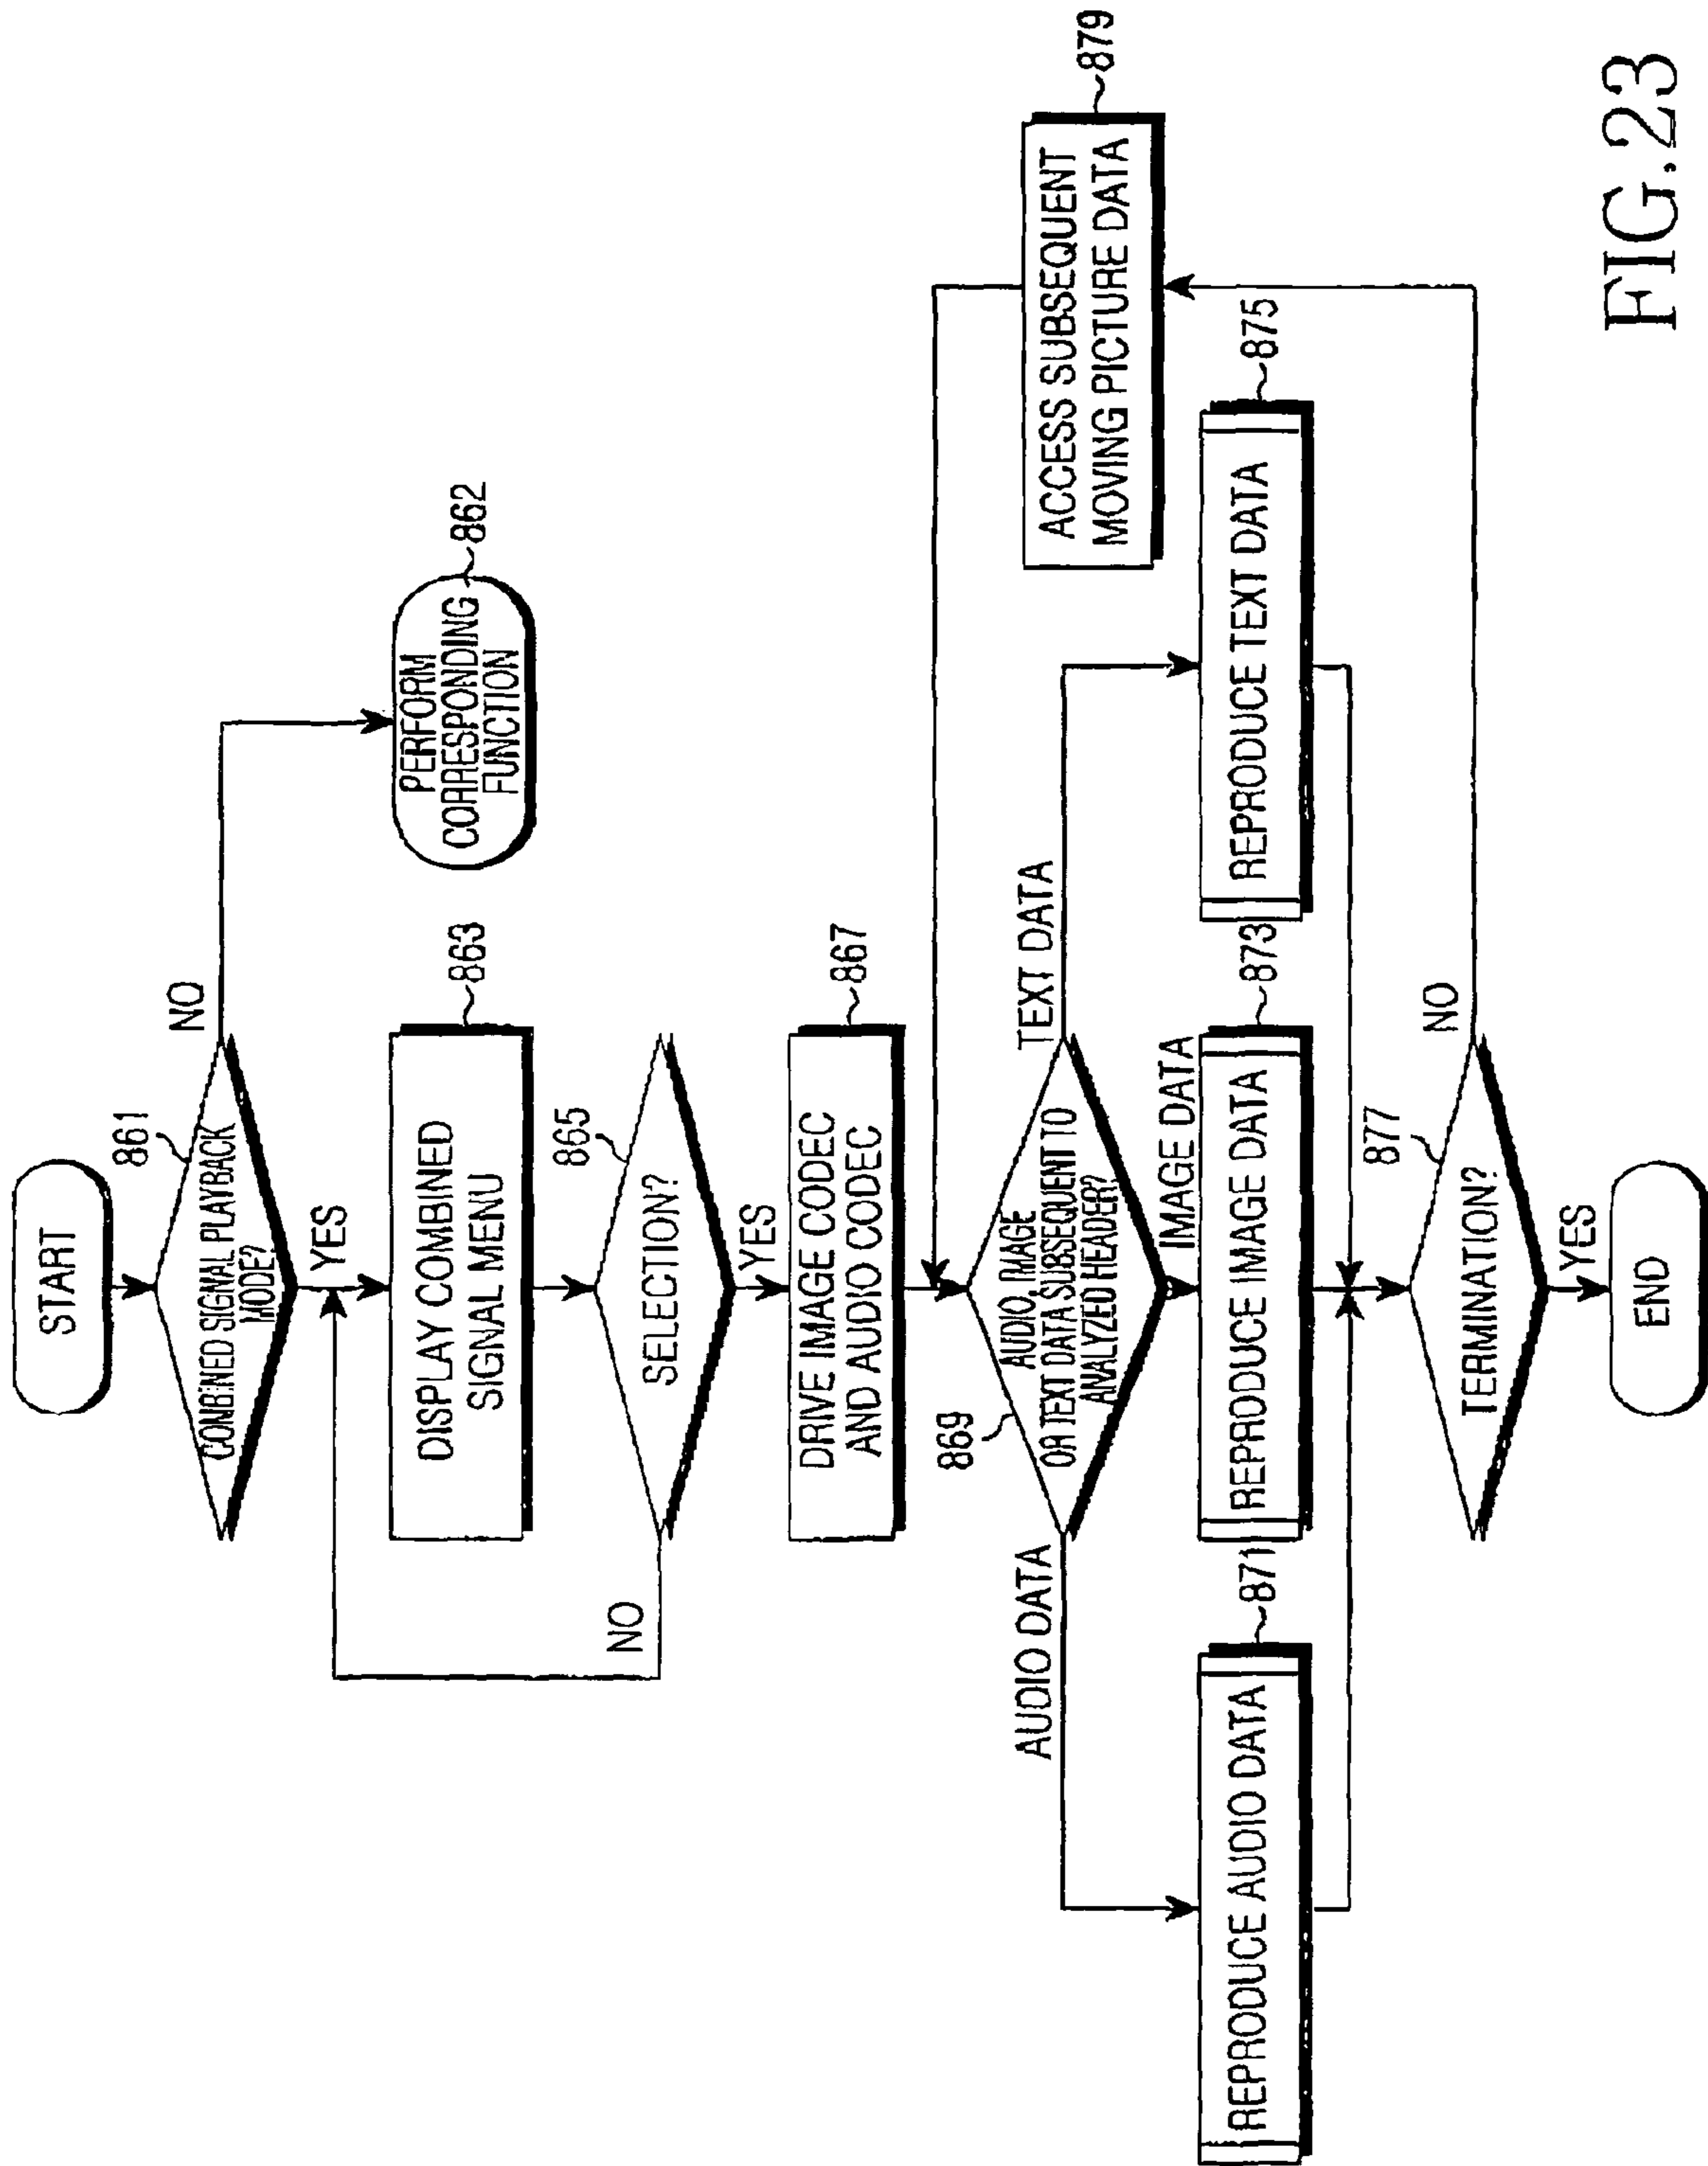 START
861
COMBINED SIGNAL PLAYBACK
MODE?
NO
YES
PERFORM
CORRESPONDING
FUNCTION
862
DISPLAY COMBINED
SIGNAL MENU
863
865
SELECTION?
NO
YES
DRIVE IMAGE CODEC
AND AUDIO CODEC
867
869
AUDIO, IMAGE
OR TEXT DATA SUBSEQUENT TO
ANALYZED HEADER?
AUDIO DATA
IMAGE DATA
TEXT DATA
ACCESS SUBSEQUENT
MOVING PICTURE DATA
879
REPRODUCE AUDIO DATA
871
REPRODUCE IMAGE DATA
873
REPRODUCE TEXT DATA
875
877
TERMINATION?
NO
YES
END
FIG.23